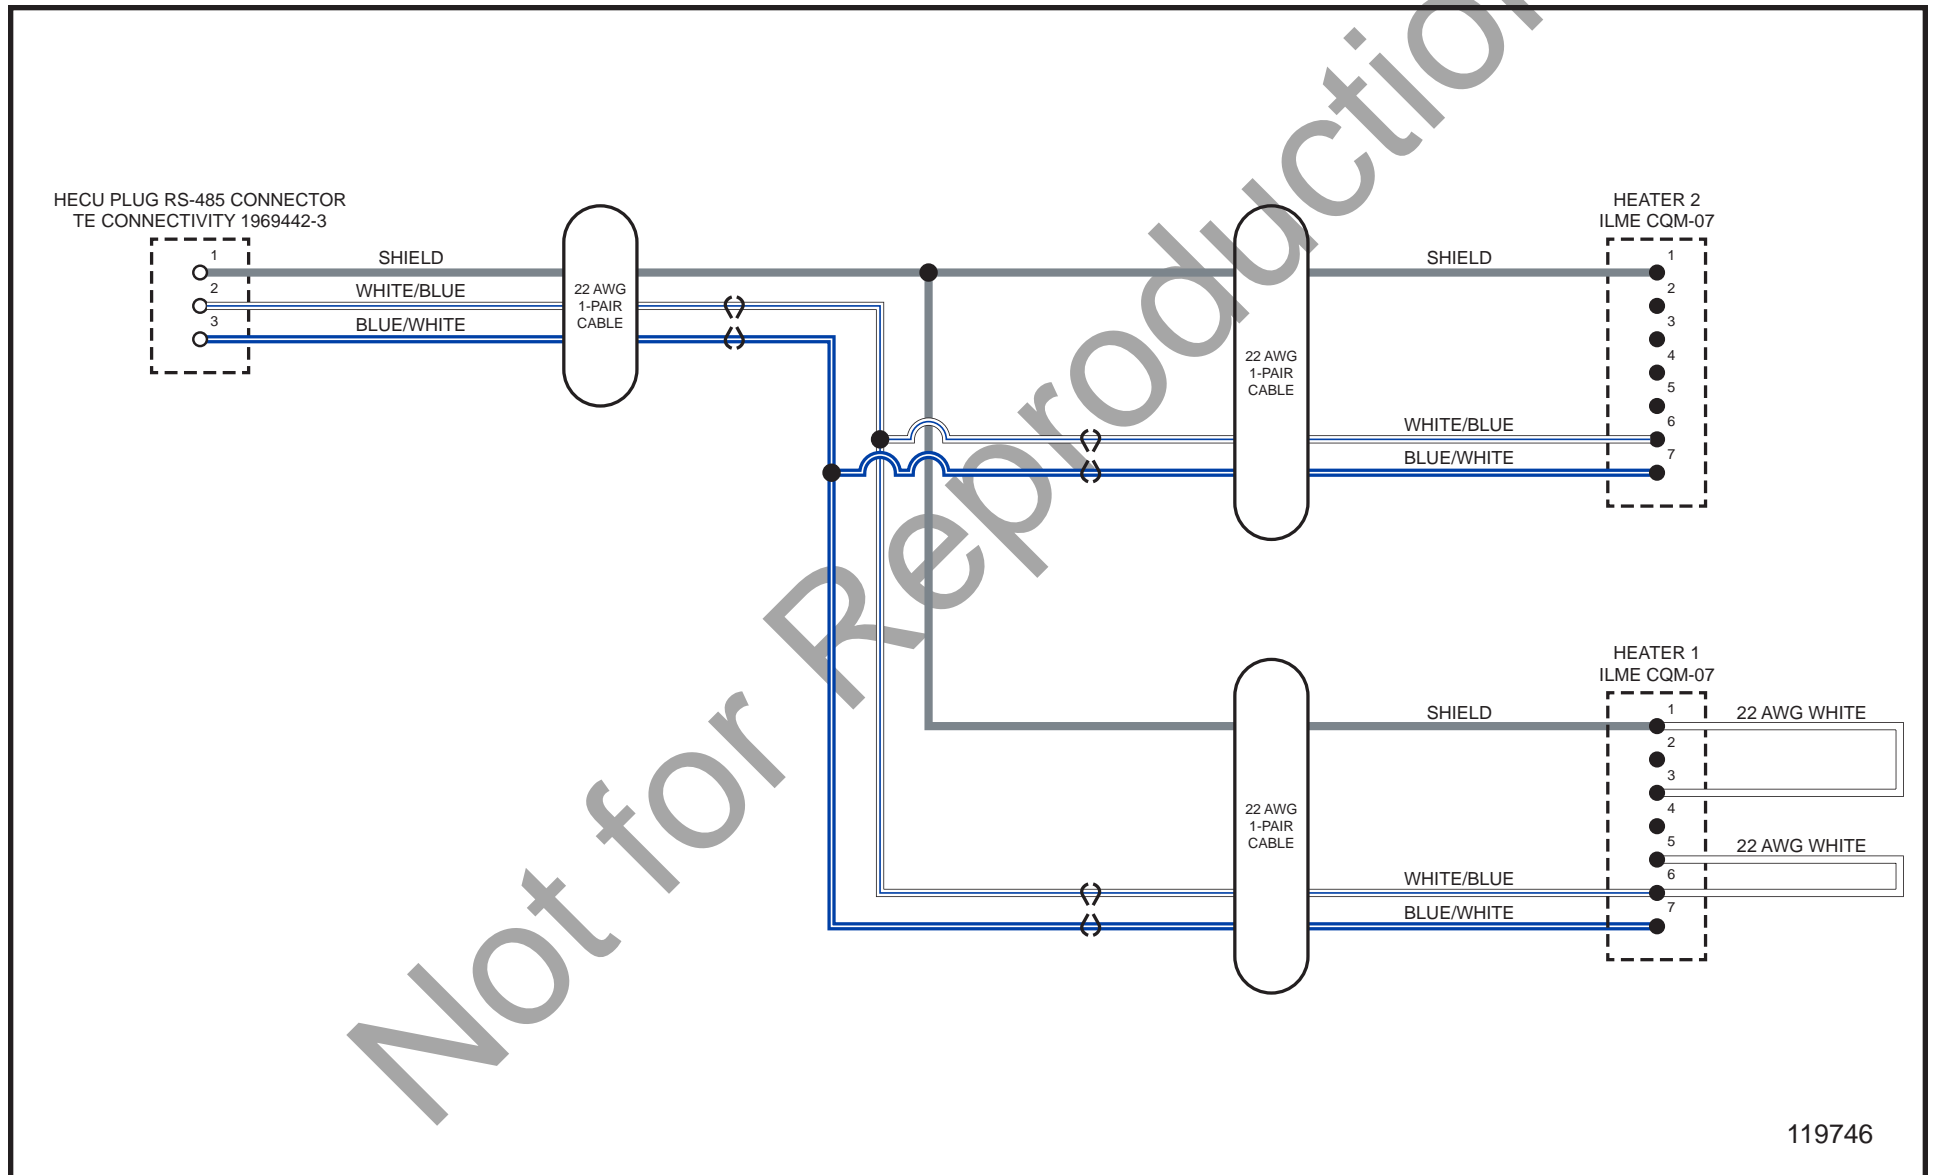 HECU PLUG RS-485 CONNECTOR
TE CONNECTIVITY 1969442-3
1
SHIELD
2
WHITE/BLUE
3
BLUE/WHITE
22 AWG
1-PAIR
CABLE
22 AWG
1-PAIR
CABLE
HEATER 2
ILME CQM-07
SHIELD
1
2
3
4
5
WHITE/BLUE
6
BLUE/WHITE
7
22 AWG
1-PAIR
CABLE
HEATER 1
ILME CQM-07
SHIELD
1
22 AWG WHITE
2
3
4
5
22 AWG WHITE
WHITE/BLUE
6
BLUE/WHITE
7
Not for Reproduction
119746